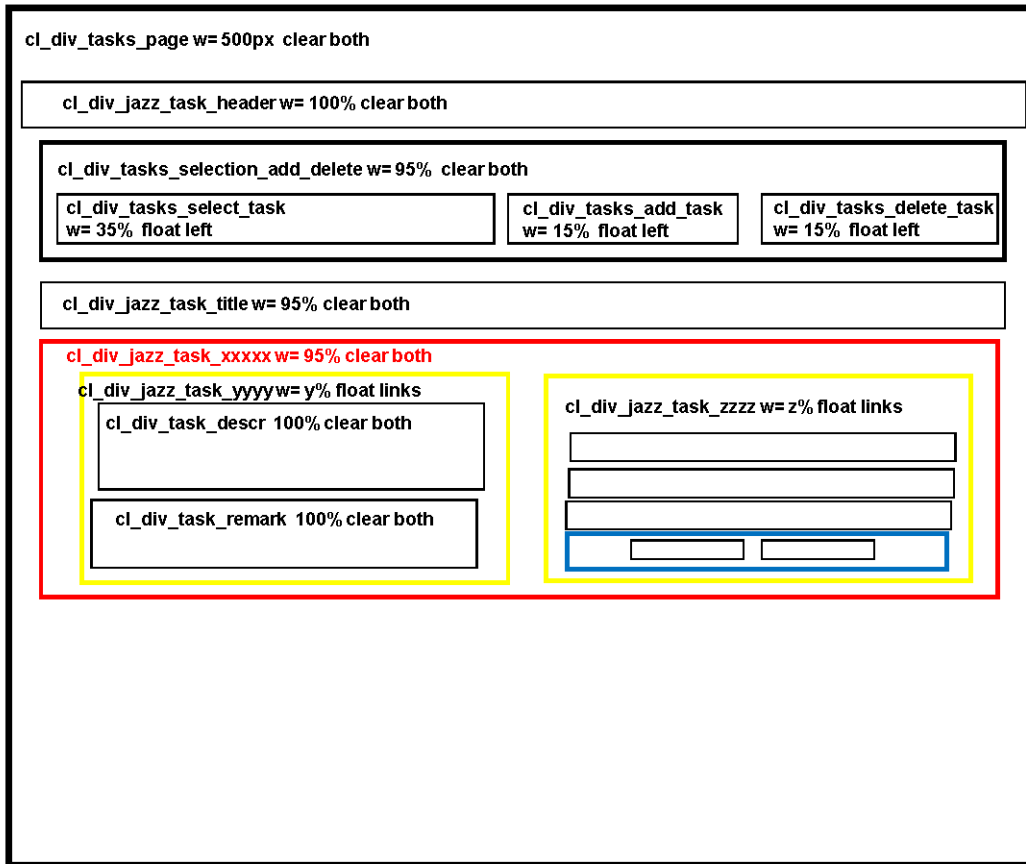 cl_div_tasks_page w= 500px clear both
cl_div_jazz_task_header w= 100% clear both
cl_div_tasks_selection_add_delete w= 95% clear both
cl_div_tasks_select_task
w= 35% float left
cl_div_tasks_add_task
w= 15% float left
cl_div_tasks_delete_task
w= 15% float left
cl_div_jazz_task_title w= 95% clear both
cl_div_jazz_task_xxxxx w= 95% clear both
cl_div_jazz_task_yyyy w= y% float links
cl_div_task_descr 100% clear both
cl_div_task_remark 100% clear both
cl_div_jazz_task_zzzz w= z% float links